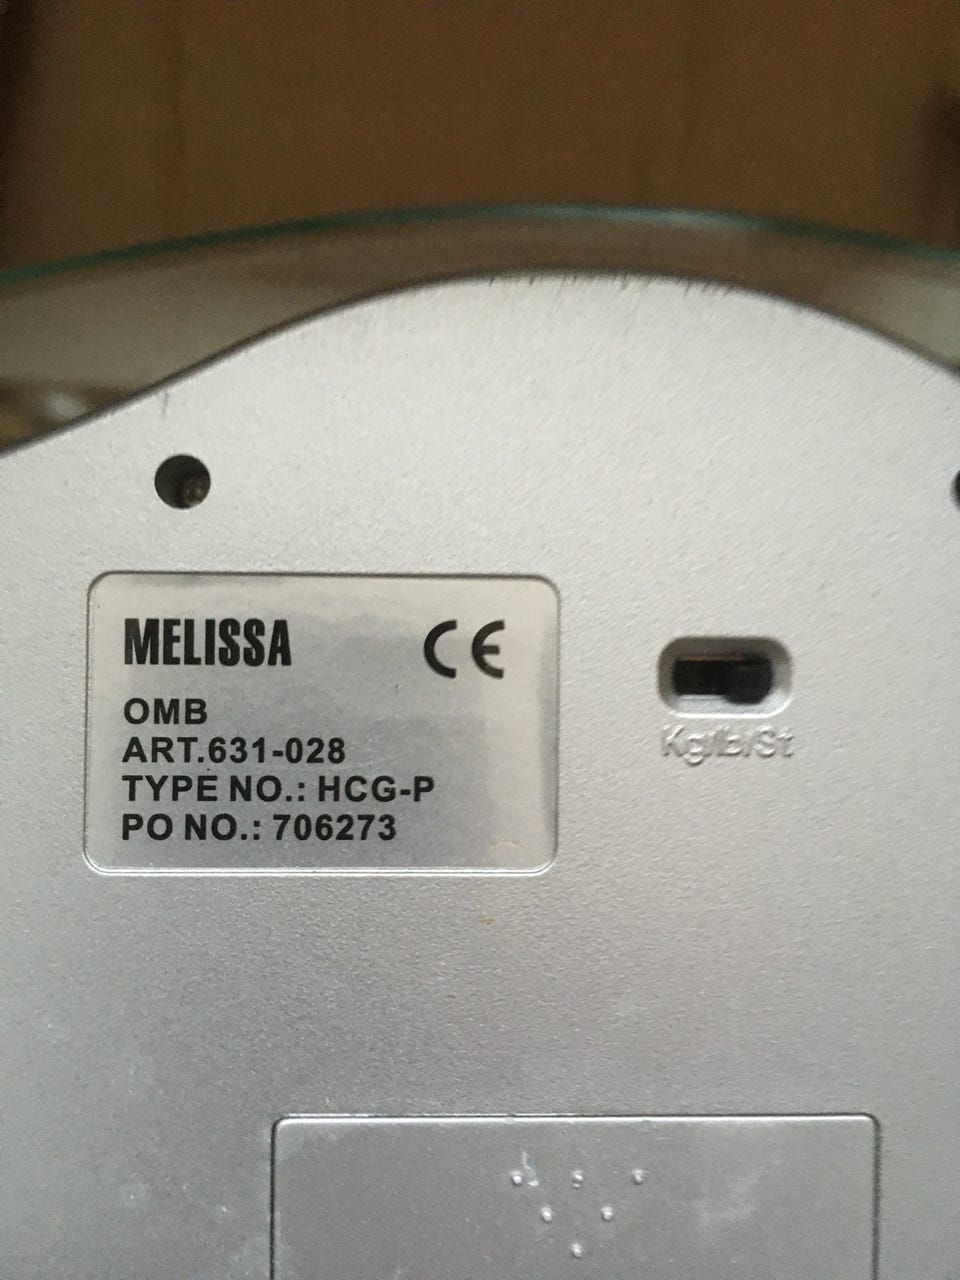 MELISSA CE
OMB
ART.631-028
TYPE NO.: HCG-P
PO NO.: 706273
Kg/lb/St